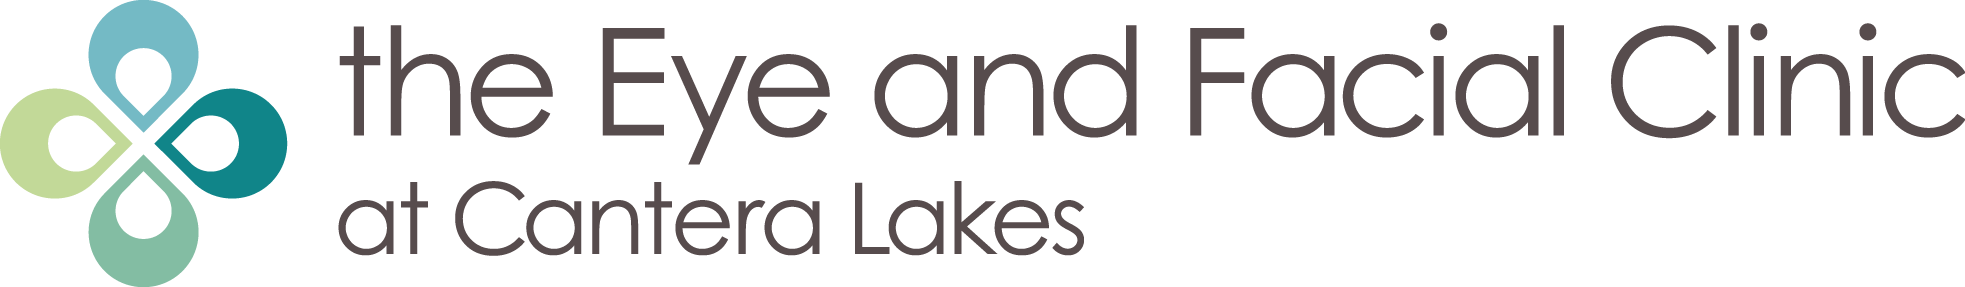 the Eye and Facial Clinic
at Cantera Lakes